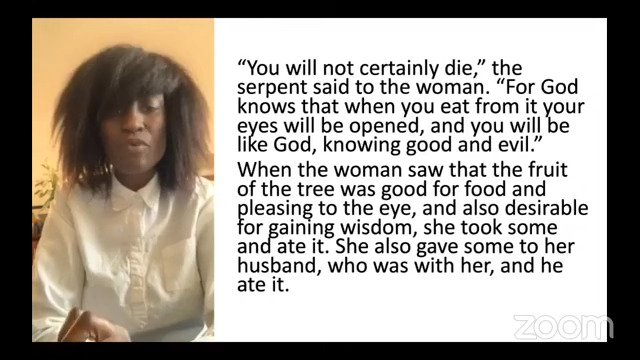 “You will not certainly die,” the
serpent said to the woman. “For God
knows that when you eat from it your
eyes will be opened, and you will be
like God, knowing good and evil.”
When the woman saw that the fruit
of the tree was good for food and
pleasing to the eye, and also desirable
for gaining wisdom, she took some
and ate it. She also gave some to her
husband, who was with her, and he
ate it.
zoom